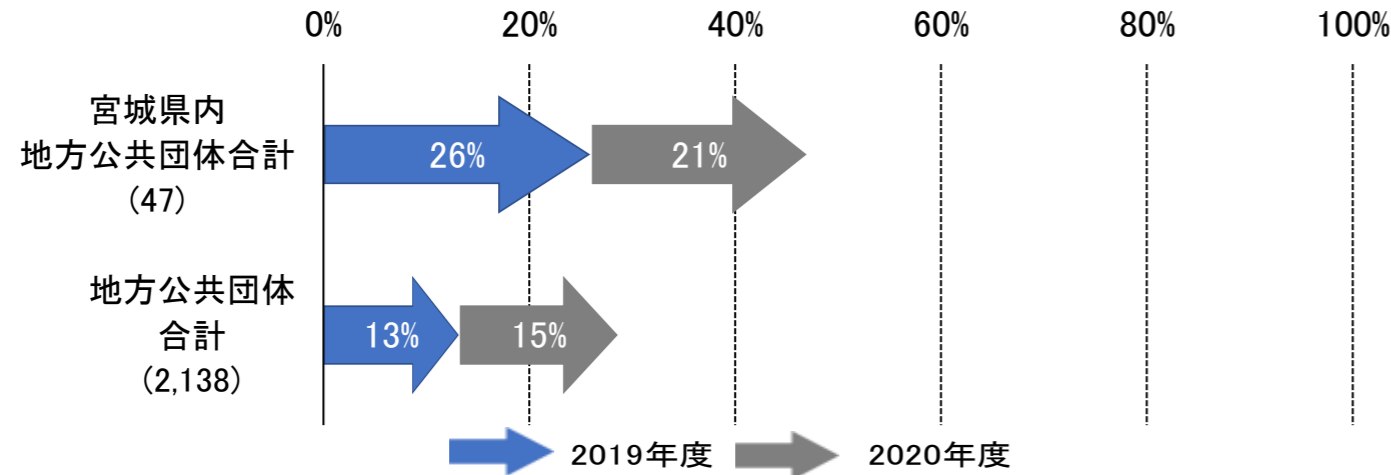 0% 20% 40% 60% 80% 100%
宮城県内
地方公共団体合計
(47)
26% 21%
地方公共団体
合計
(2,138)
13% 15%
2019年度 2020年度